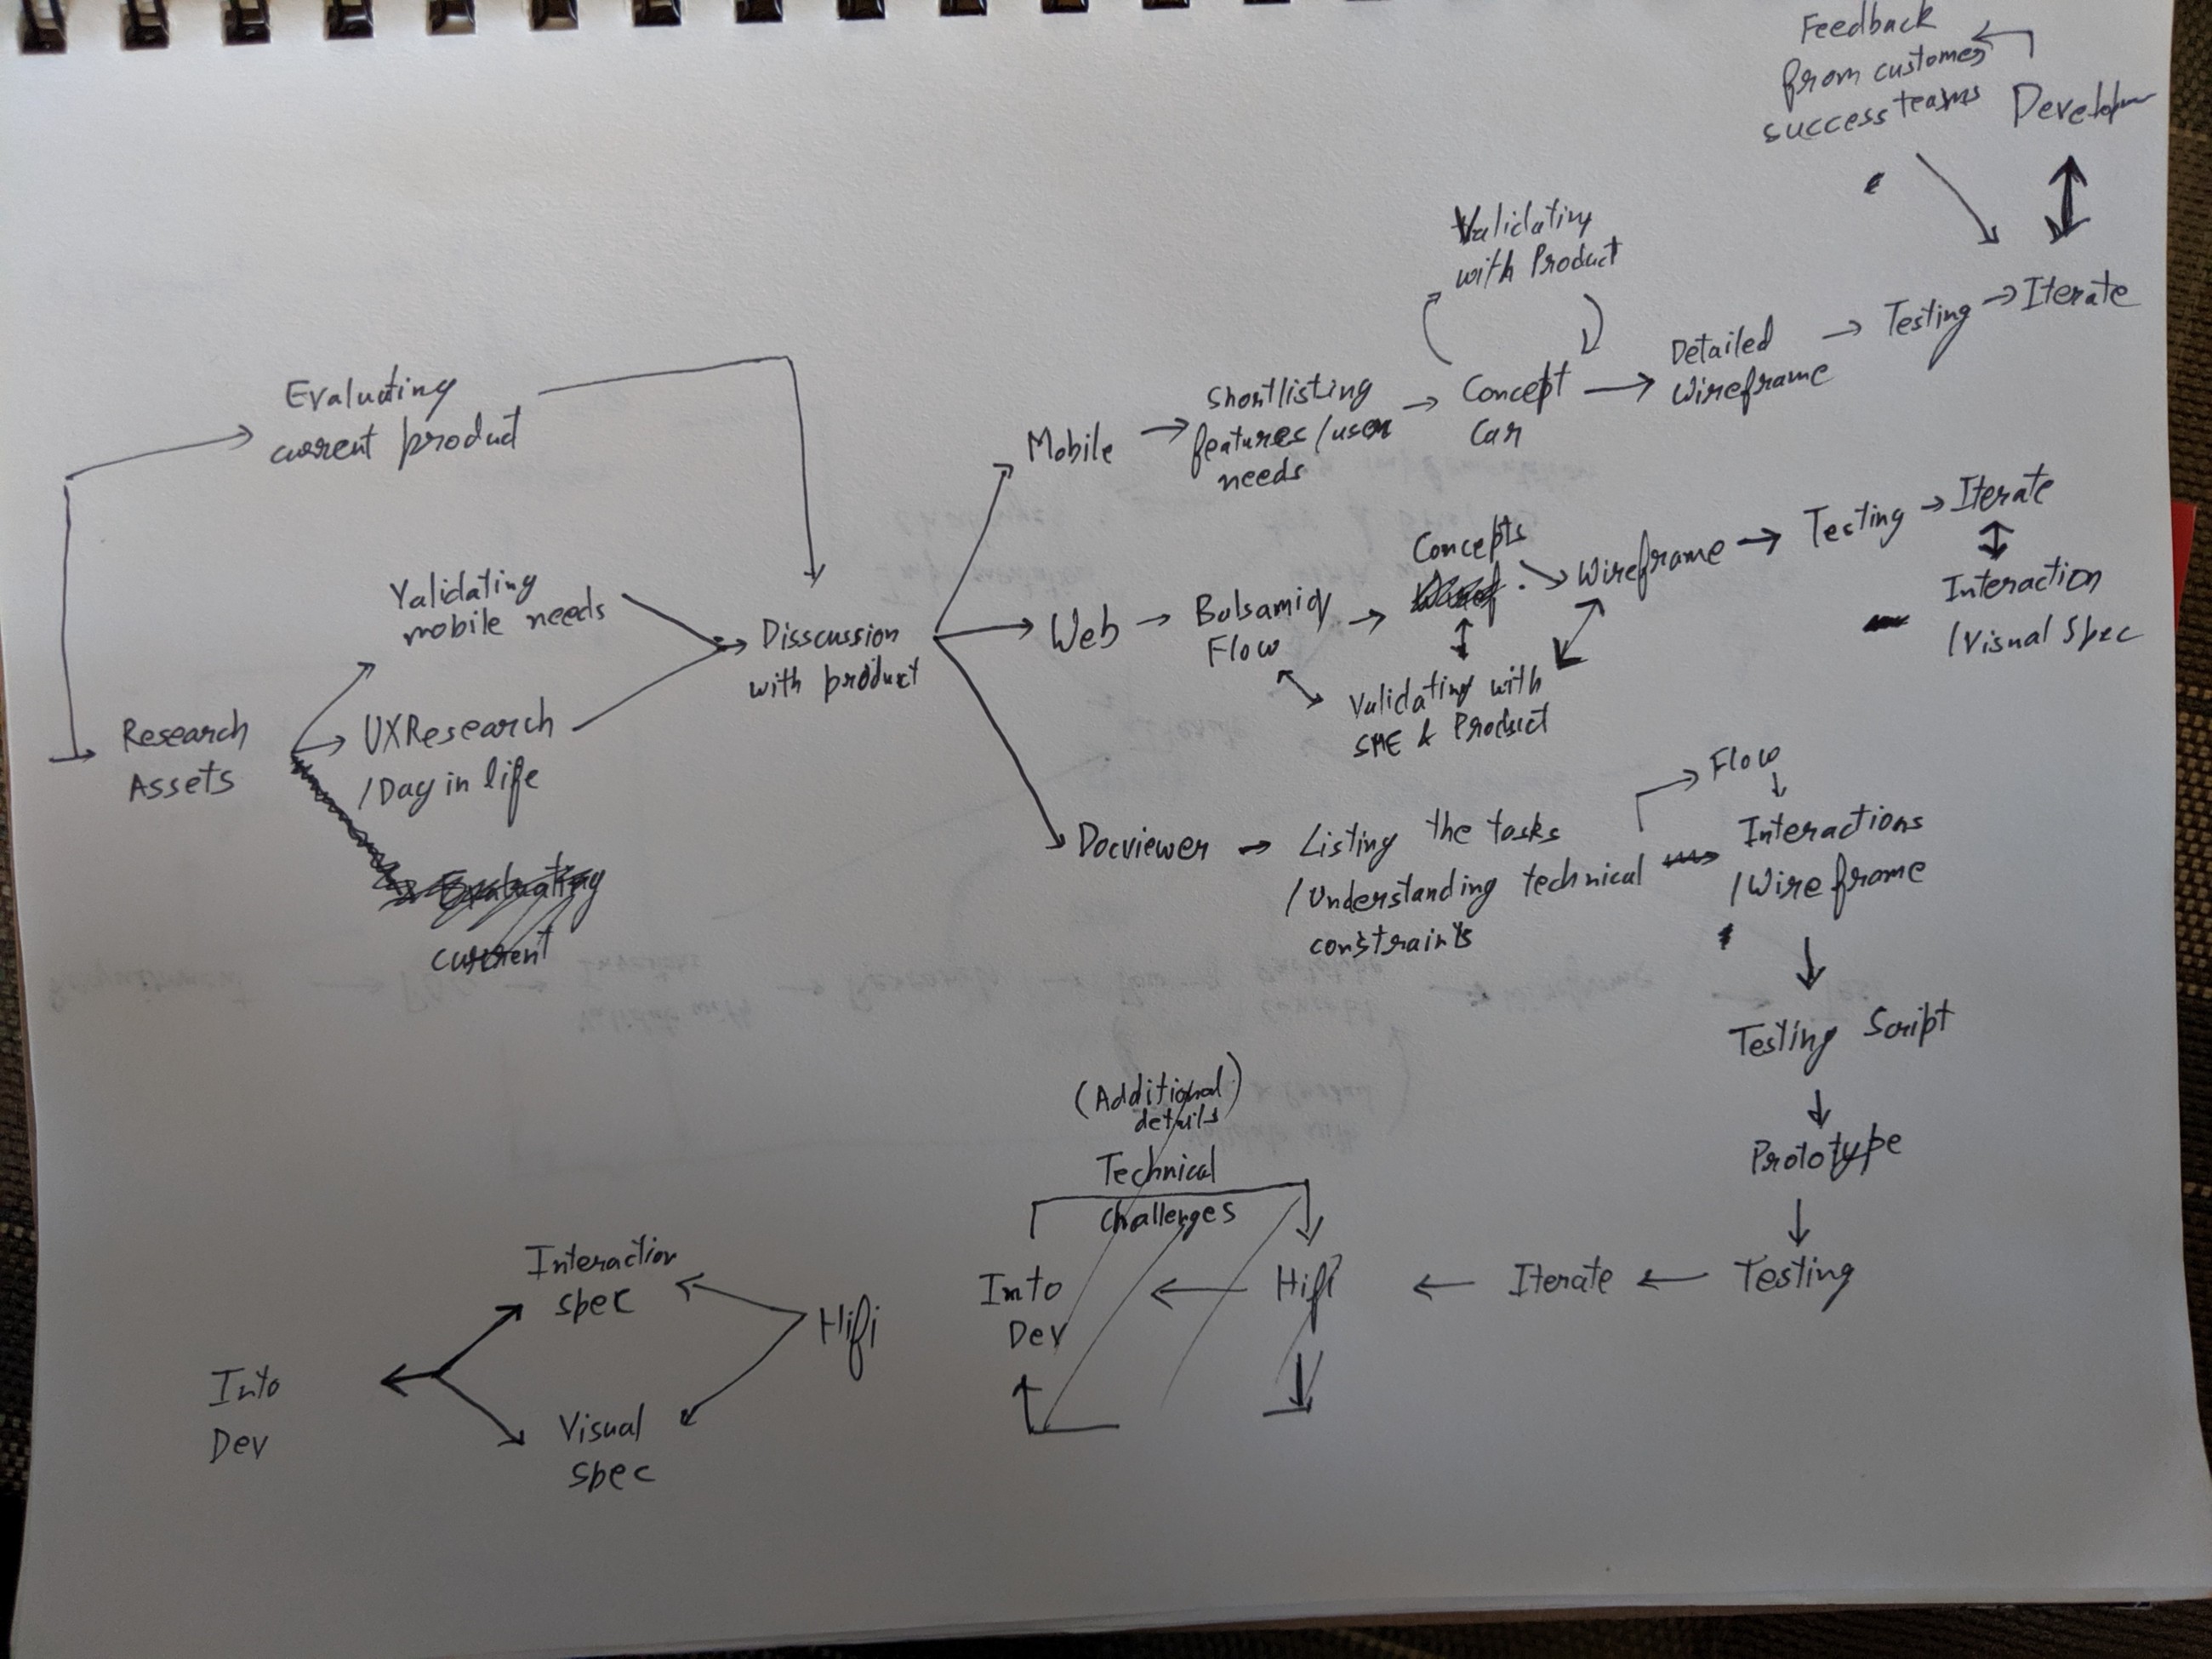 Feedback
from customer
success teams
Develop
Validating
with Product
Evaluating
current product
Mobile
Shortlisting
features/user
needs
Concept
Car
Detailed
Wireframe
Testing
Iterate
Validating
mobile needs
Research
Assets
UX Research
/Day in life
Evaluating
current
Disscussion
with product
Web
Balsamiq
Flow
Concepts
Wireframe
Testing
Iterate
Interaction
/Visual Spec
Validating with
SME & Product
Docviewer
Listing the tasks
/Understanding technical
constraints
Flow
Interactions
/Wireframe
Testing Script
Prototype
Testing
Iterate
Hifi
(Additional)
details
Technical
Challenges
Into
Dev
Hifi
Interaction
spec
Visual
spec
Into
Dev